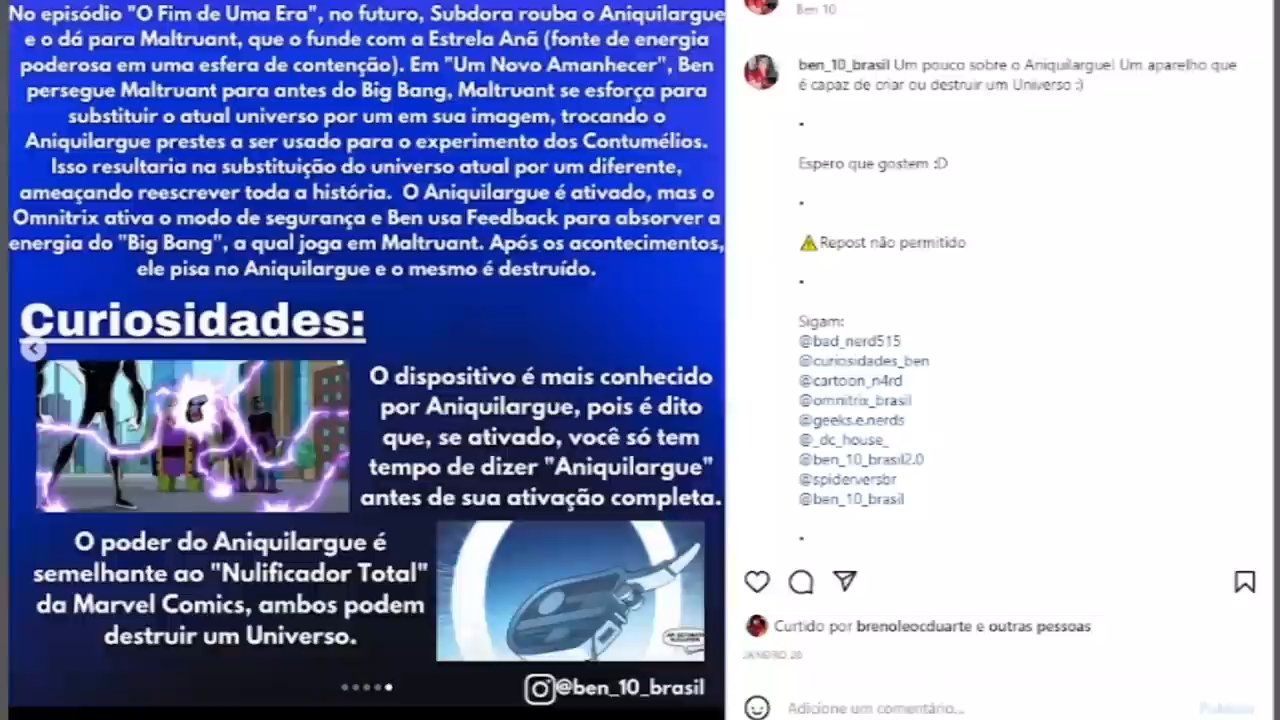 No episódio "O Fim de Uma Era", no futuro, Subdora rouba o Aniquilargue
e o dá para Maltruant, que o funde com a Estrela Anã (fonte de energia
poderosa em uma esfera de contenção). Em "Um Novo Amanhecer", Ben
persegue Maltruant para antes do Big Bang, Maltruant se esforça para
substituir o atual universo por um em sua imagem, trocando o
Aniquilargue prestes a ser usado para o experimento dos Contumélios.
Isso resultaria na substituição do universo atual por um diferente,
ameaçando reescrever toda a história. O Aniquilargue é ativado, mas o
Omnitrix ativa o modo de segurança e Ben usa Feedback para absorver a
energia do "Big Bang", a qual joga em Maltruant. Após os acontecimentos,
ele pisa no Aniquilargue e o mesmo é destruído.
Curiosidades:
O dispositivo é mais conhecido
por Aniquilargue, pois é dito
que, se ativado, você só tem
tempo de dizer "Aniquilargue"
antes de sua ativação completa.
O poder do Aniquilargue é
semelhante ao "Nulificador Total"
da Marvel Comics, ambos podem
destruir um Universo.
@ben_10_brasil
Ben 10
ben_10_brasil Um pouco sobre o Aniquilargue! Um aparelho que
é capaz de criar ou destruir um Universo :)
.
Espero que gostem :D
.
Repost não permitido
.
Sigam:
@bad_nerd515
@curiosidades_ben
@cartoon_n4rd
@omnitrix_brasil
@geeks.e.nerds
@_dc_house_
@ben_10_brasil2.0
@spiderversbr
@ben_10_brasil
.
Curtido por brenoleocduarte e outras pessoas
JANEIRO 28
Adicione um comentário...
Publicar